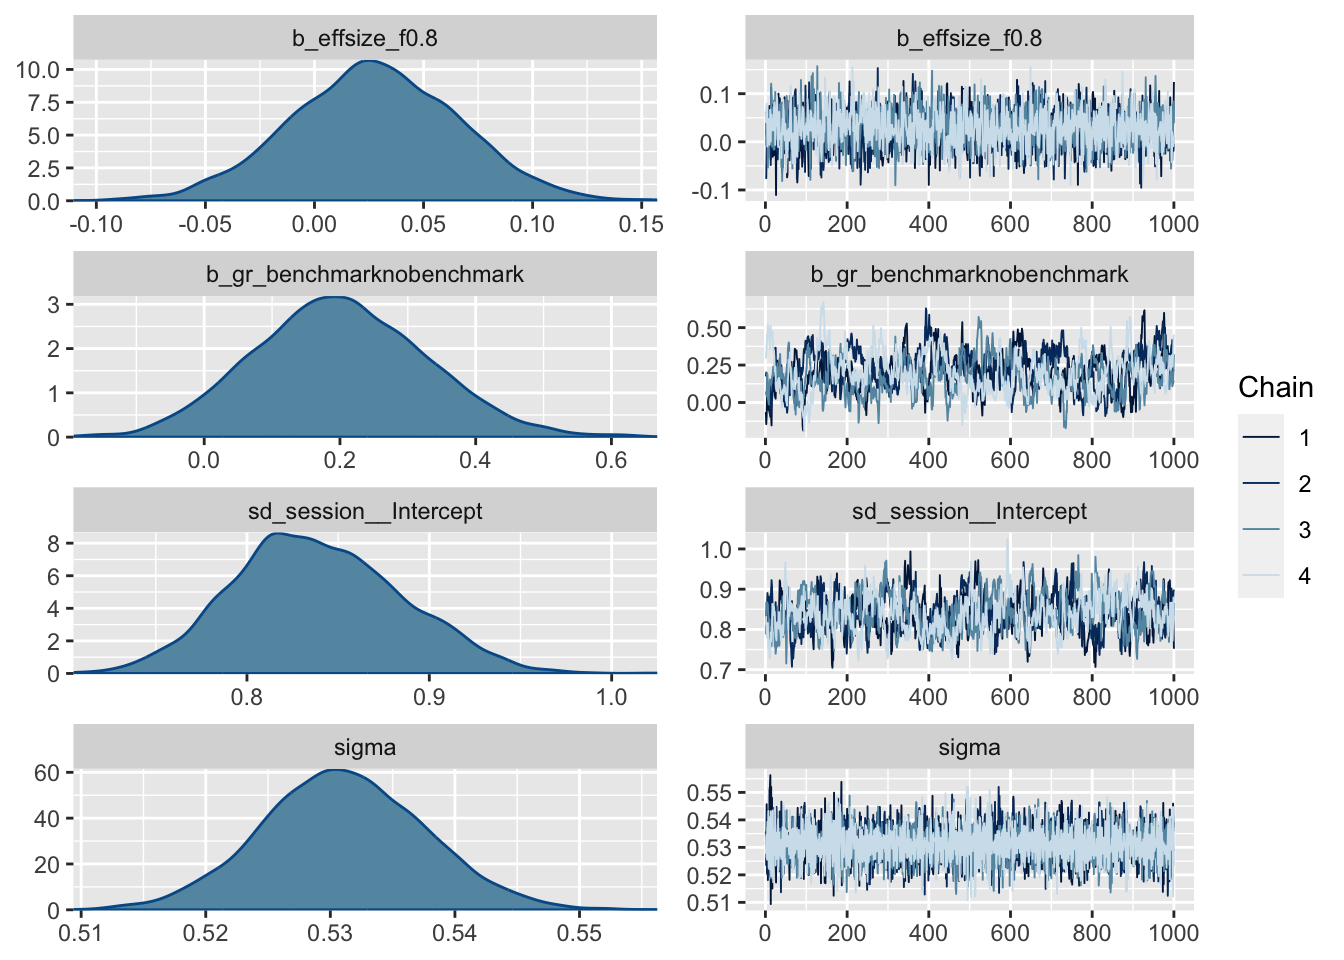 b_effsize_f0.8
10.0
7.5
5.0
2.5
0.0
-0.10 -0.05 0.00 0.05 0.10 0.15
b_effsize_f0.8
0.1
0.0
-0.1
0 200 400 600 800 1000
b_gr_benchmarknobenchmark
3
2
1
0
0.0 0.2 0.4 0.6
b_gr_benchmarknobenchmark
0.50
0.25
0.00
0 200 400 600 800 1000
sd_session__Intercept
8
6
4
2
0
0.8 0.9 1.0
sd_session__Intercept
1.0
0.9
0.8
0.7
0 200 400 600 800 1000
sigma
60
40
20
0
0.51 0.52 0.53 0.54 0.55
sigma
0.55
0.54
0.53
0.52
0.51
0 200 400 600 800 1000
Chain
1
2
3
4